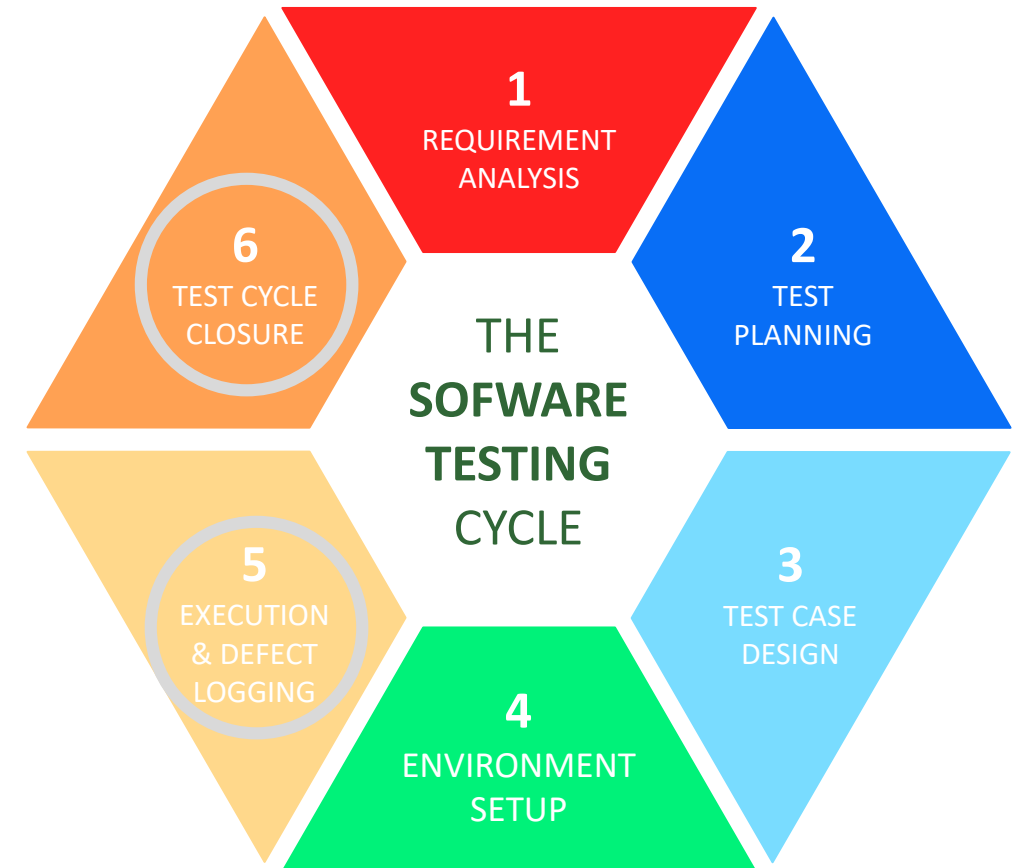 1
REQUIREMENT
ANALYSIS
2
TEST
PLANNING
3
TEST CASE
DESIGN
4
ENVIRONMENT
SETUP
5
EXECUTION
& DEFECT
LOGGING
6
TEST CYCLE
CLOSURE
THE
SOFWARE
TESTING
CYCLE